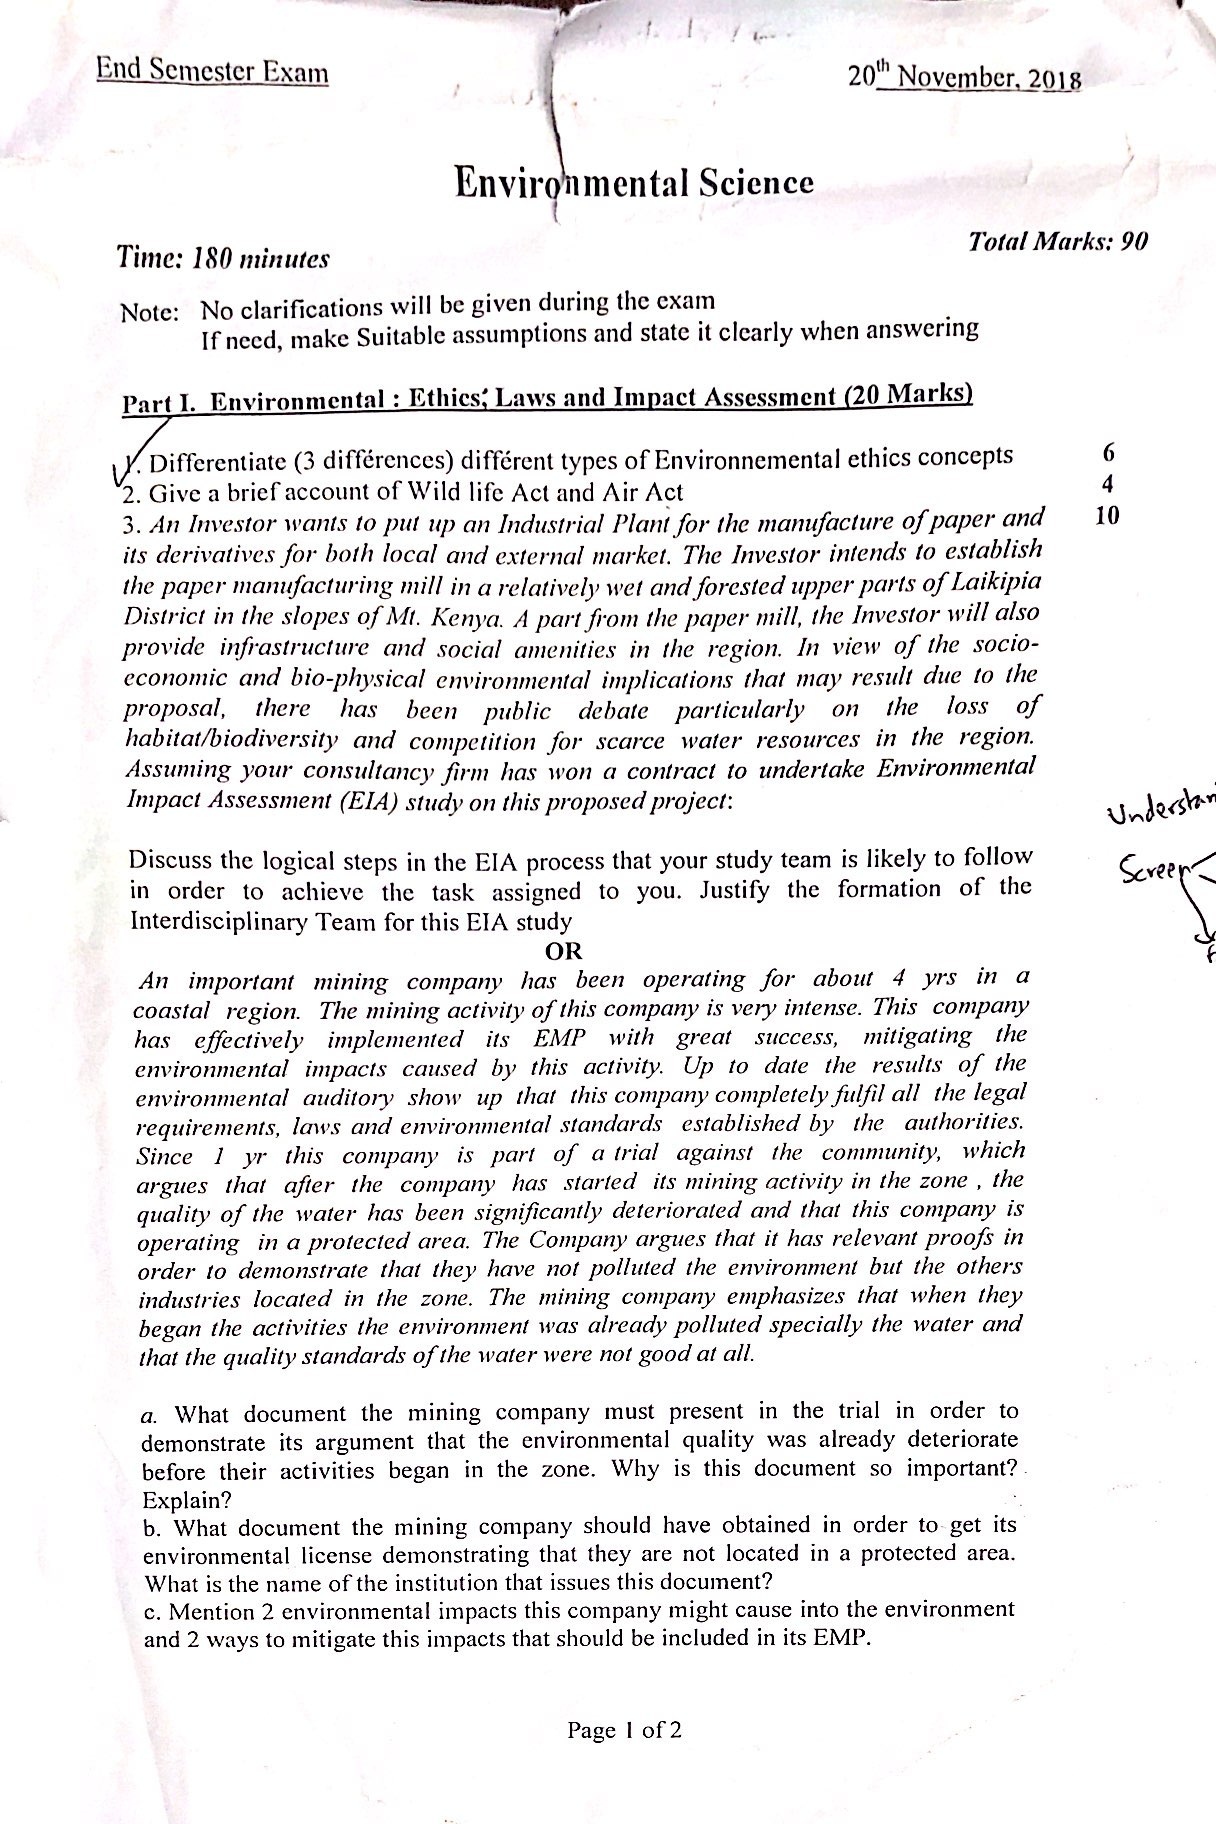 End Semester Exam
20th November, 2018
Environmental Science
Total Marks: 90
Time: 180 minutes
Note: No clarifications will be given during the exam
If need, make Suitable assumptions and state it clearly when answering
Part I. Environmental : Ethics; Laws and Impact Assessment (20 Marks)
1. Differentiate (3 différences) différent types of Environnemental ethics concepts 6
2. Give a brief account of Wild life Act and Air Act 4
3. An Investor wants to put up an Industrial Plant for the manufacture of paper and 10
its derivatives for both local and external market. The Investor intends to establish
the paper manufacturing mill in a relatively wet and forested upper parts of Laikipia
District in the slopes of Mt. Kenya. A part from the paper mill, the Investor will also
provide infrastructure and social amenities in the region. In view of the socio-
economic and bio-physical environmental implications that may result due to the
proposal, there has been public debate particularly on the loss of
habitat/biodiversity and competition for scarce water resources in the region.
Assuming your consultancy firm has won a contract to undertake Environmental
Impact Assessment (EIA) study on this proposed project:
Understan
Screen
Discuss the logical steps in the EIA process that your study team is likely to follow
in order to achieve the task assigned to you. Justify the formation of the
Interdisciplinary Team for this EIA study
OR
An important mining company has been operating for about 4 yrs in a
coastal region. The mining activity of this company is very intense. This company
has effectively implemented its EMP with great success, mitigating the
environmental impacts caused by this activity. Up to date the results of the
environmental auditory show up that this company completely fulfil all the legal
requirements, laws and environmental standards established by the authorities.
Since 1 yr this company is part of a trial against the community, which
argues that after the company has started its mining activity in the zone , the
quality of the water has been significantly deteriorated and that this company is
operating in a protected area. The Company argues that it has relevant proofs in
order to demonstrate that they have not polluted the environment but the others
industries located in the zone. The mining company emphasizes that when they
began the activities the environment was already polluted specially the water and
that the quality standards of the water were not good at all.
a. What document the mining company must present in the trial in order to
demonstrate its argument that the environmental quality was already deteriorate
before their activities began in the zone. Why is this document so important?
Explain?
b. What document the mining company should have obtained in order to get its
environmental license demonstrating that they are not located in a protected area.
What is the name of the institution that issues this document?
c. Mention 2 environmental impacts this company might cause into the environment
and 2 ways to mitigate this impacts that should be included in its EMP.
Page 1 of 2